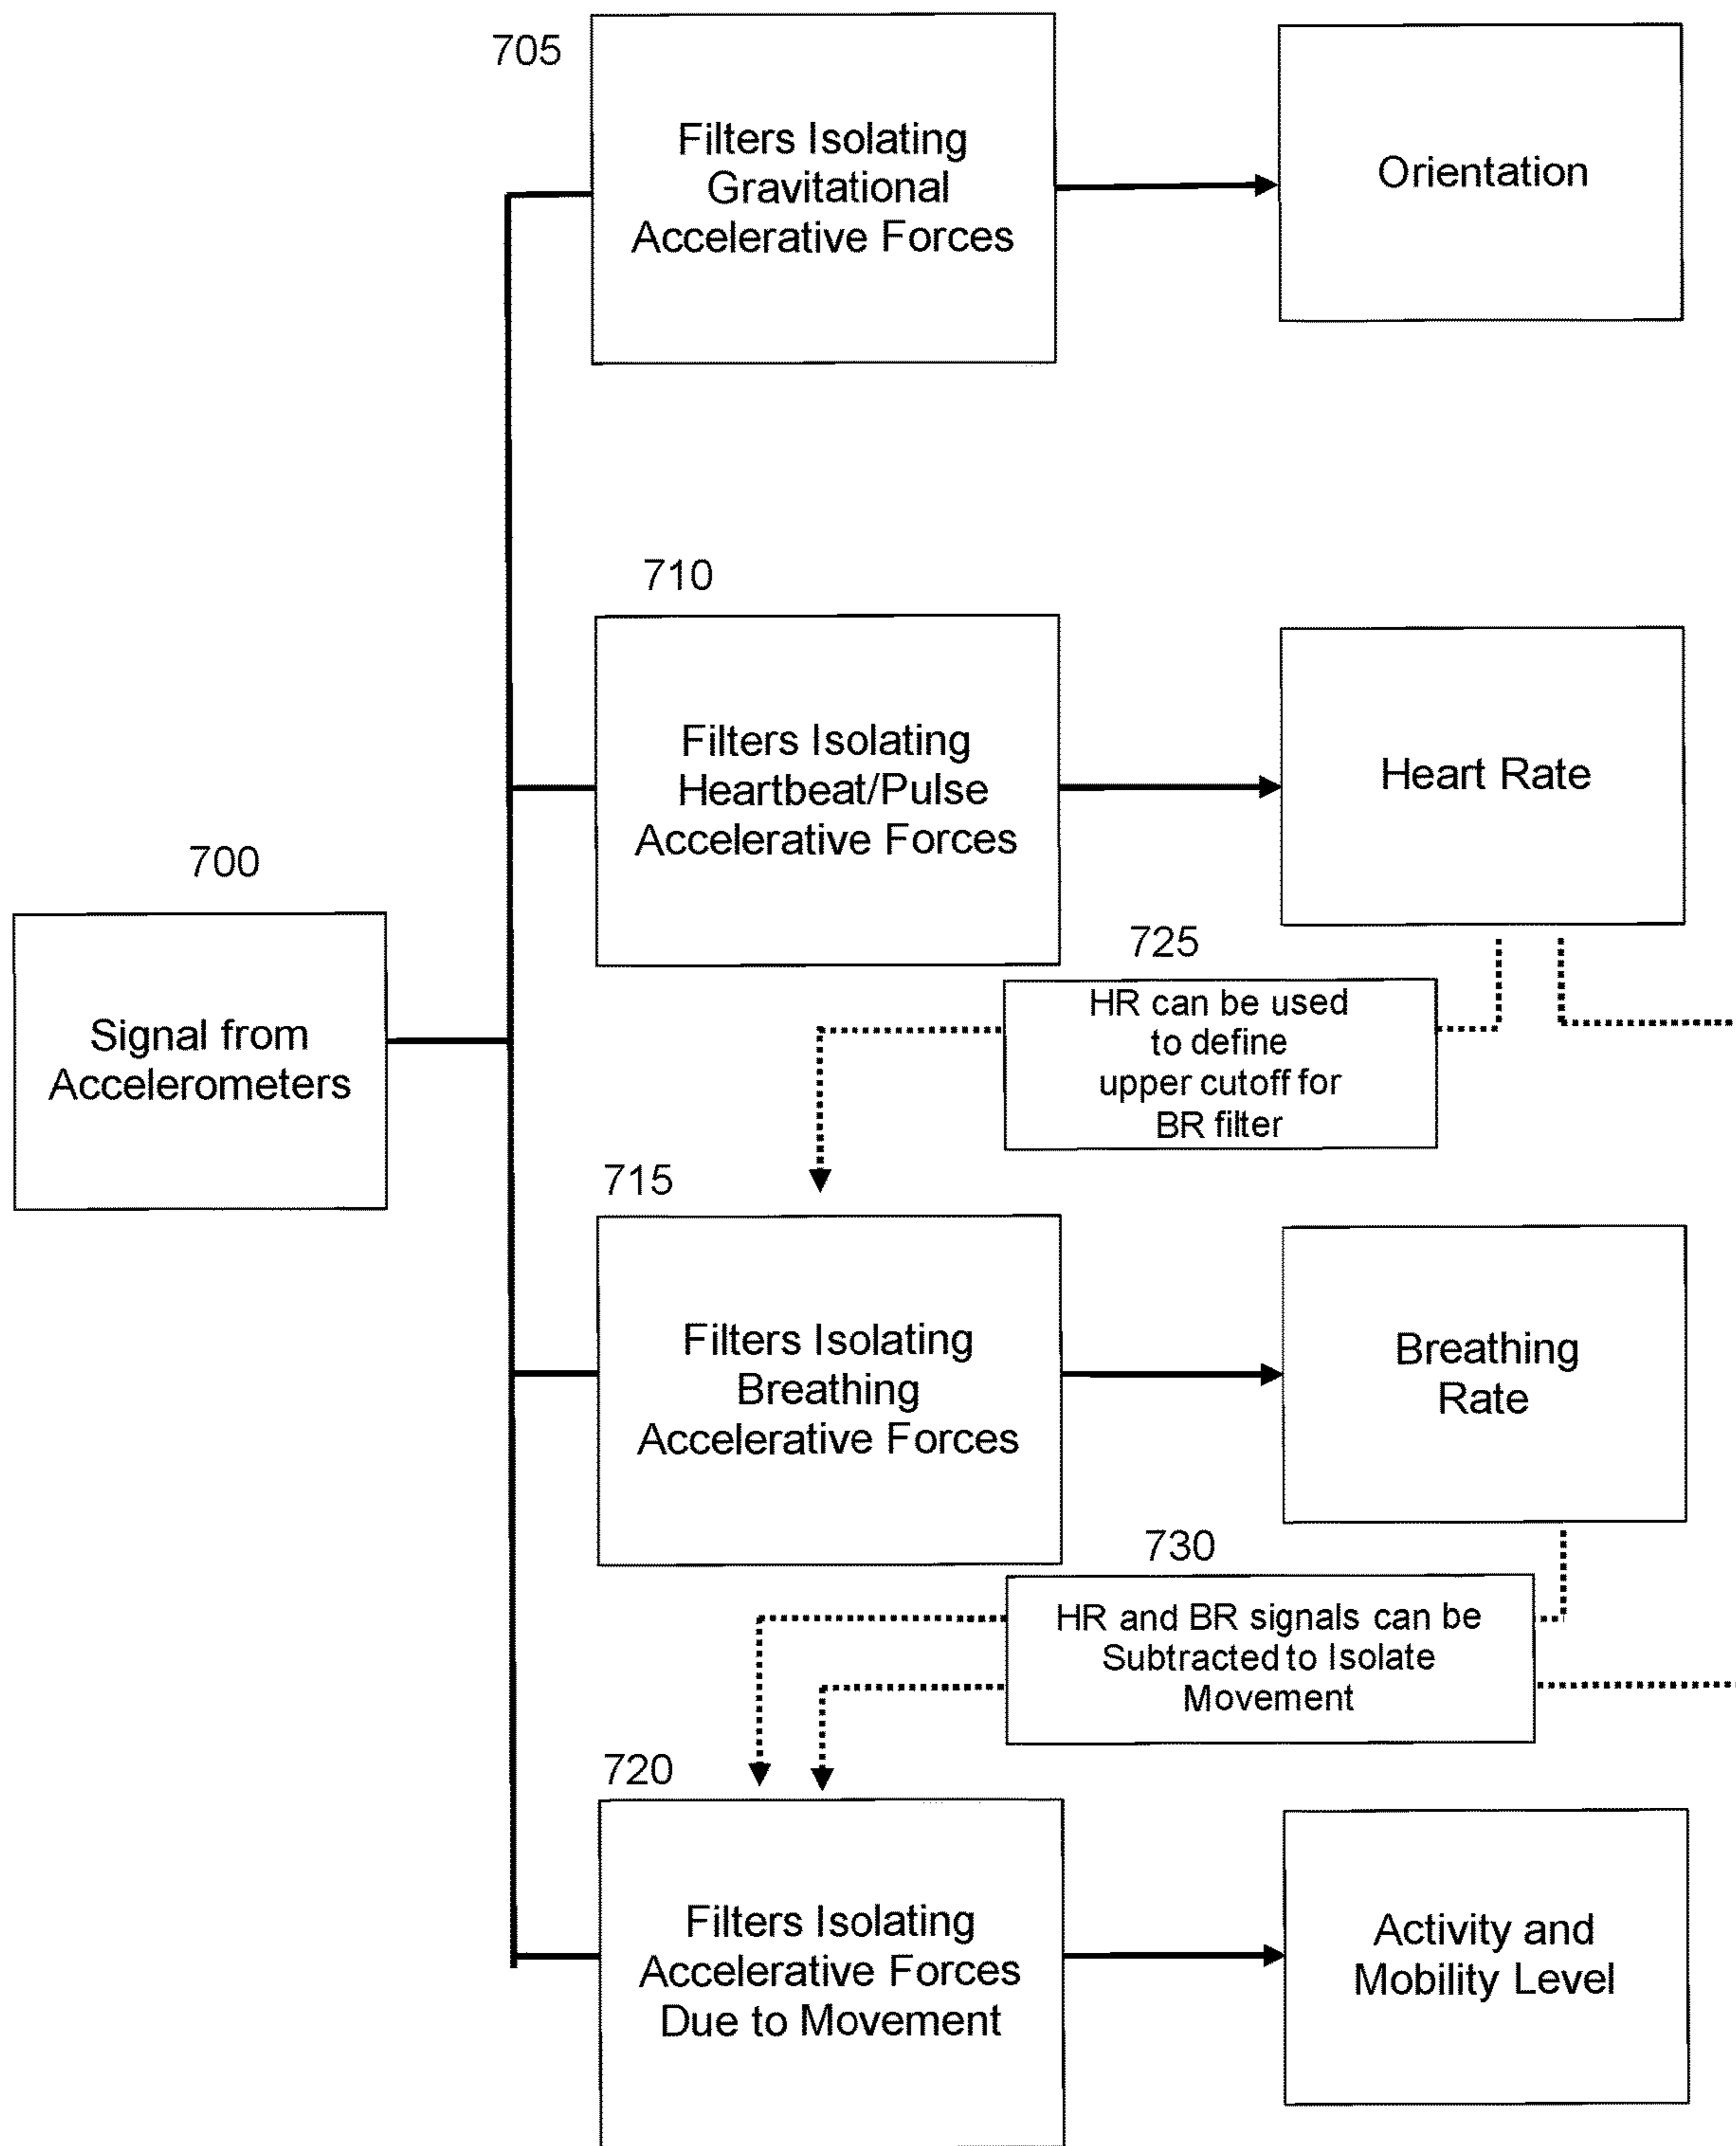 705
Filters Isolating
Gravitational
Accelerative Forces
Orientation
710
Filters Isolating
Heartbeat/Pulse
Accelerative Forces
Heart Rate
700
Signal from
Accelerometers
725
HR can be used
to define
upper cutoff for
BR filter
715
Filters Isolating
Breathing
Accelerative Forces
Breathing
Rate
730
HR and BR signals can be
Subtracted to Isolate
Movement
720
Filters Isolating
Accelerative Forces
Due to Movement
Activity and
Mobility Level